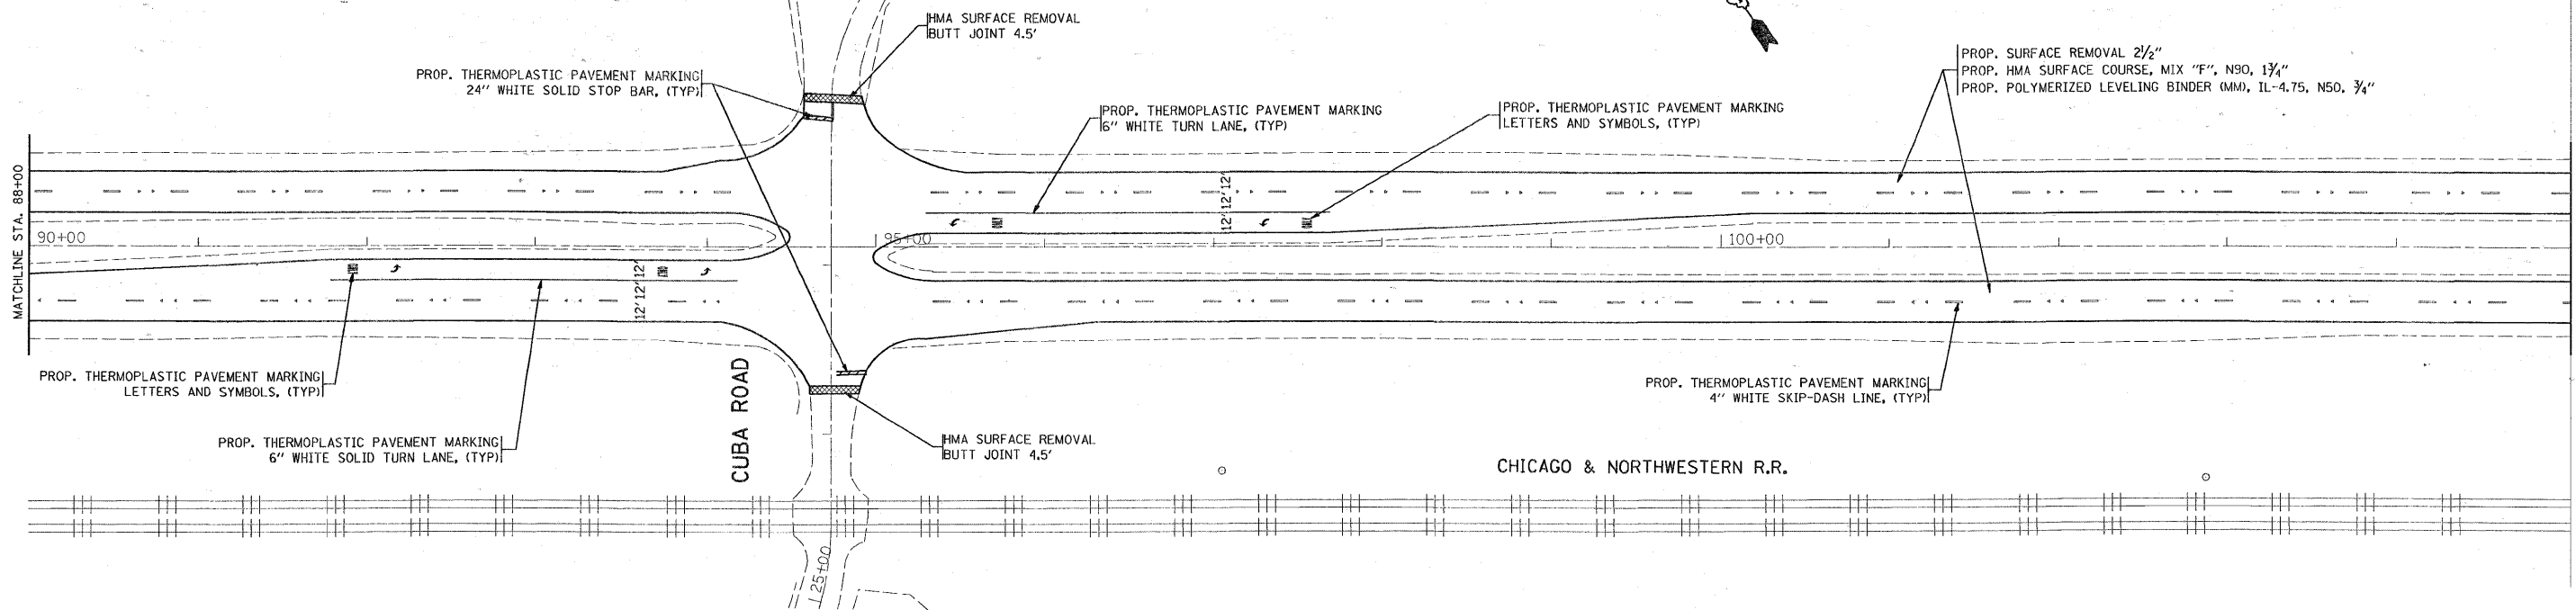 HMA SURFACE REMOVAL
BUTT JOINT 4.5'
PROP. THERMOPLASTIC PAVEMENT MARKING
24" WHITE SOLID STOP BAR, (TYP)
PROP. SURFACE REMOVAL 2½"
PROP. HMA SURFACE COURSE, MIX "F", N90, 1¾"
PROP. POLYMERIZED LEVELING BINDER (MM), IL-4.75, N50, ¾"
PROP. THERMOPLASTIC PAVEMENT MARKING
6" WHITE TURN LANE, (TYP)
PROP. THERMOPLASTIC PAVEMENT MARKING
LETTERS AND SYMBOLS, (TYP)
MATCHLINE STA. 88+00
12'12'12'
90+00
95+00
100+00
12'12'12'
PROP. THERMOPLASTIC PAVEMENT MARKING
LETTERS AND SYMBOLS, (TYP)
PROP. THERMOPLASTIC PAVEMENT MARKING
6" WHITE SOLID TURN LANE, (TYP)
CUBA ROAD
HMA SURFACE REMOVAL
BUTT JOINT 4.5'
PROP. THERMOPLASTIC PAVEMENT MARKING
4" WHITE SKIP-DASH LINE, (TYP)
CHICAGO & NORTHWESTERN R.R.
25+00